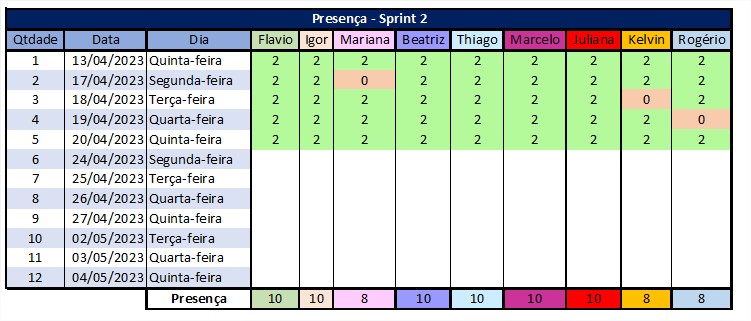 Presença - Sprint 2
Qtdade Data Dia Flavio Igor Mariana Beatriz Thiago Marcelo Juliana Kelvin Rogério
1 13/04/2023 Quinta-feira 2 2 2 2 2 2 2 2 2
2 17/04/2023 Segunda-feira 2 2 0 2 2 2 2 2 2
3 18/04/2023 Terça-feira 2 2 2 2 2 2 2 0 2
4 19/04/2023 Quarta-feira 2 2 2 2 2 2 2 2 0
5 20/04/2023 Quinta-feira 2 2 2 2 2 2 2 2 2
6 24/04/2023 Segunda-feira
7 25/04/2023 Terça-feira
8 26/04/2023 Quarta-feira
9 27/04/2023 Quinta-feira
10 02/05/2023 Terça-feira
11 03/05/2023 Quarta-feira
12 04/05/2023 Quinta-feira
Presença 10 10 8 10 10 10 10 8 8